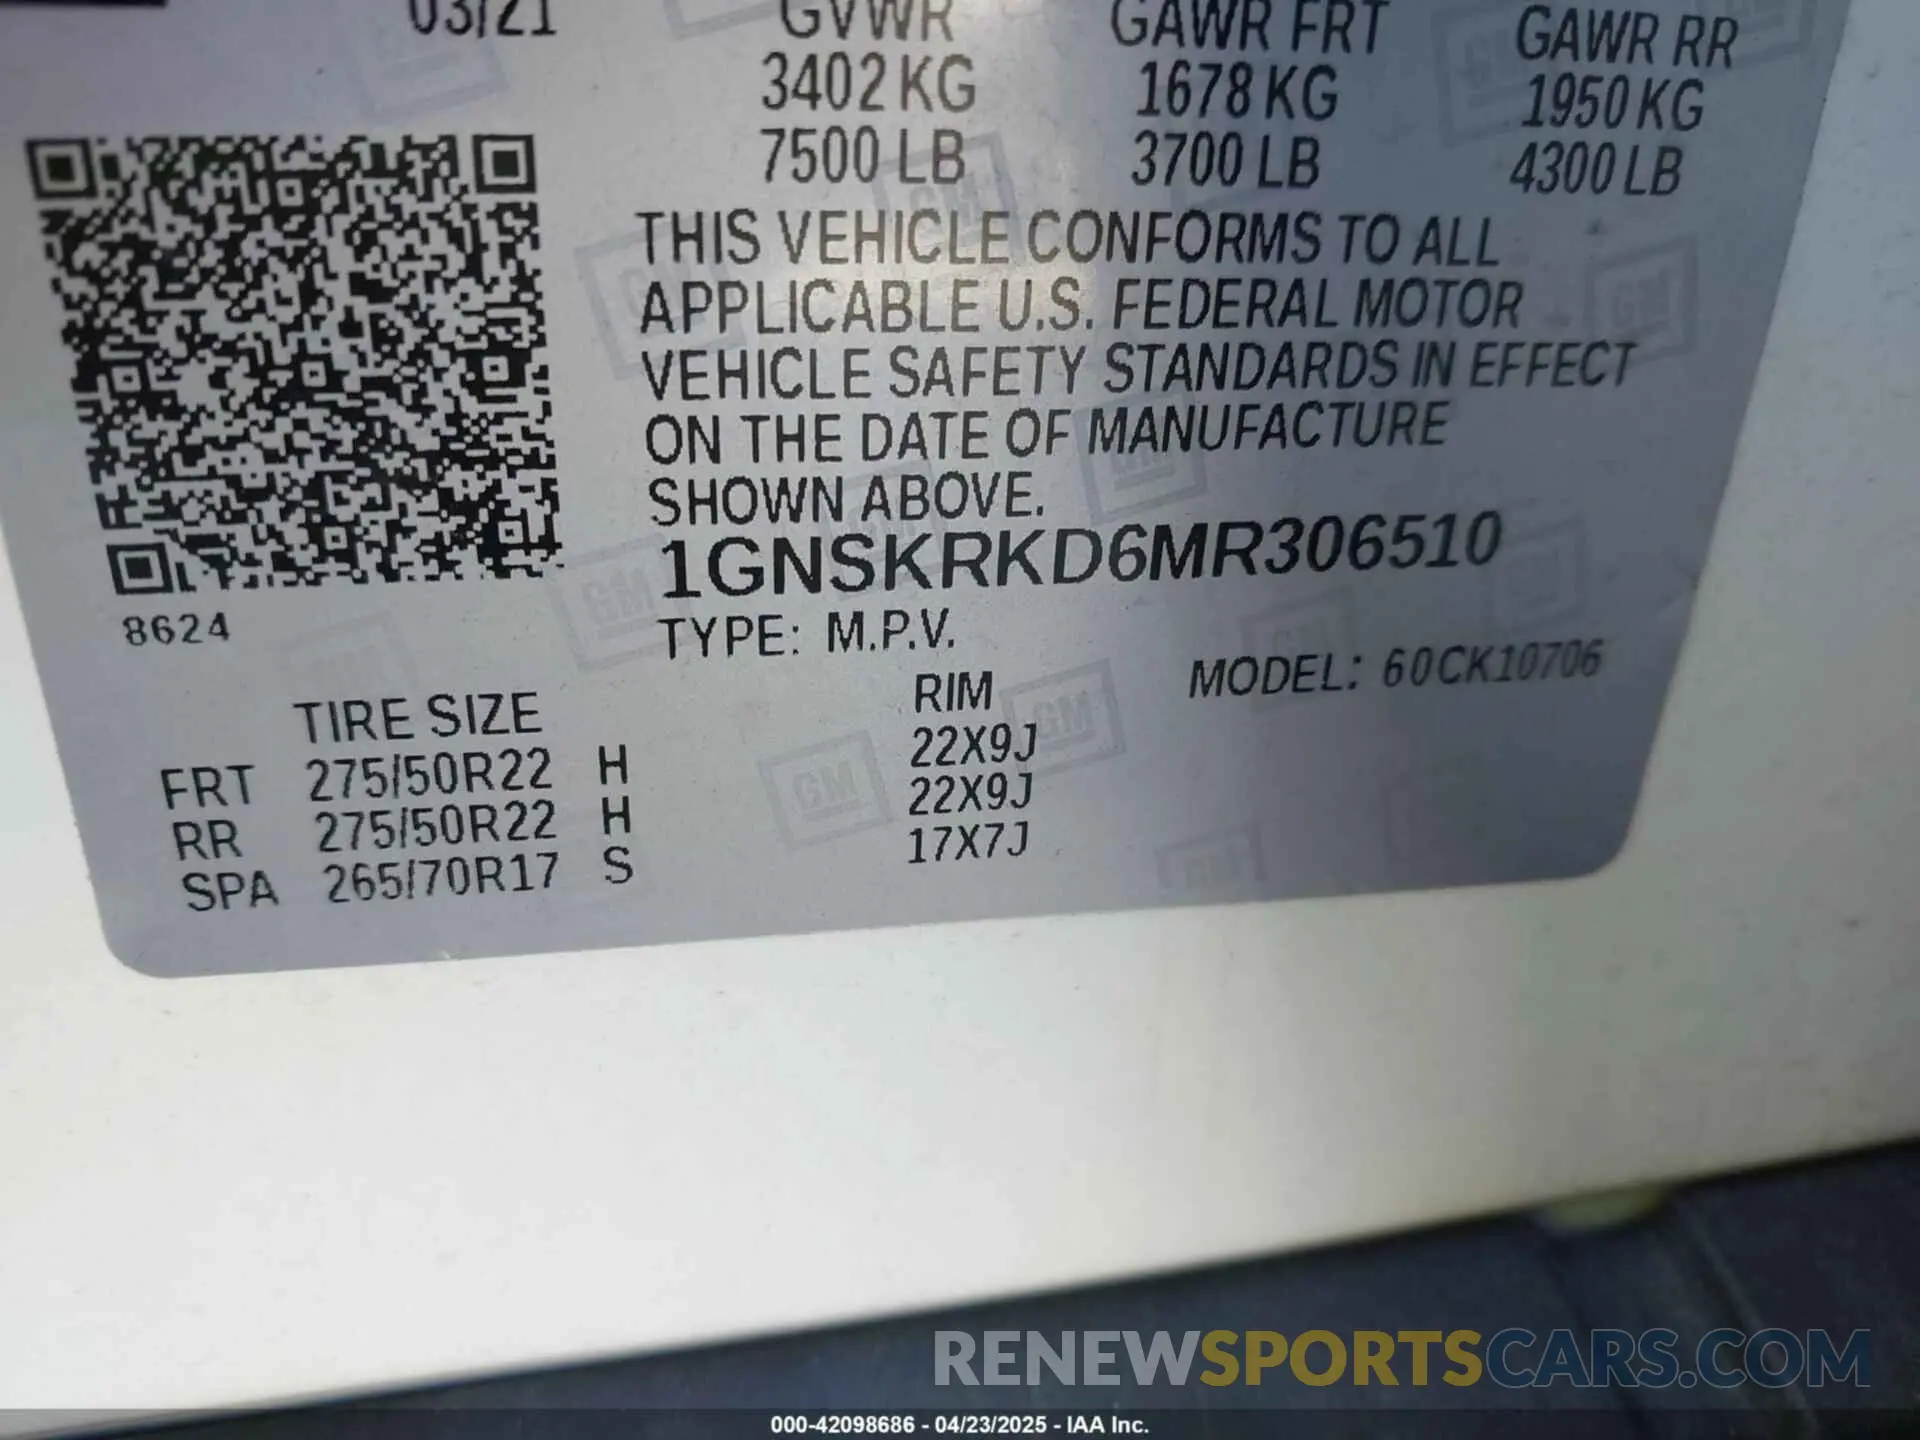 03/21 GVWR GAWR FRT GAWR RR
3402 KG 1678 KG 1950 KG
7500 LB 3700 LB 4300 LB
THIS VEHICLE CONFORMS TO ALL
APPLICABLE U.S. FEDERAL MOTOR
VEHICLE SAFETY STANDARDS IN EFFECT
ON THE DATE OF MANUFACTURE
SHOWN ABOVE.
1GNSKRKD6MR306510
8624
TYPE: M.P.V.
MODEL: 60CK10706
TIRE SIZE RIM
FRT 275/50R22 H 22X9J
RR 275/50R22 H 22X9J
SPA 265/70R17 S 17X7J
GM
RENEWSPORTSCARS.COM
000-42098686 - 04/23/2025 - IAA Inc.